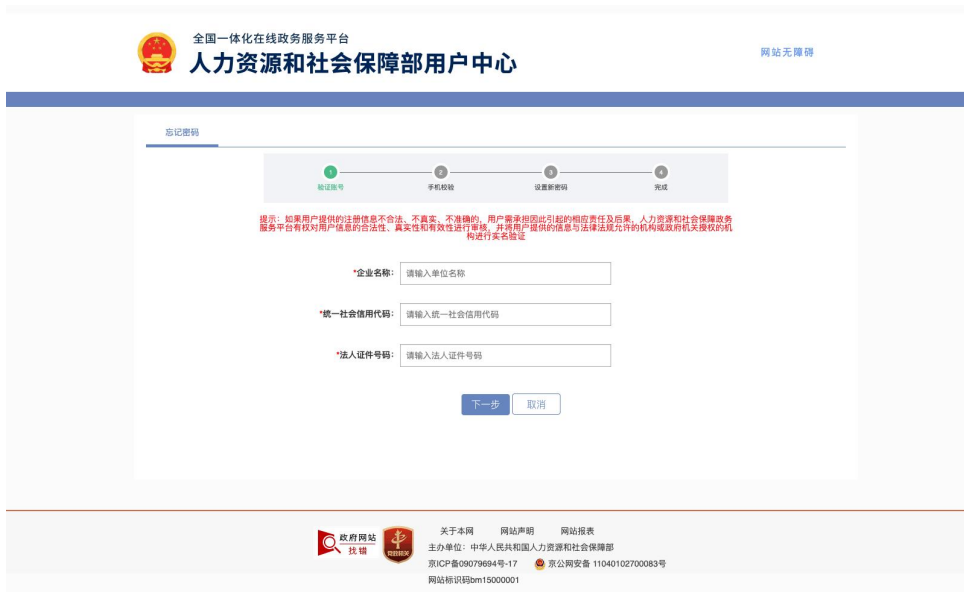 全国一体化在线政务服务平台
人力资源和社会保障部用户中心
网站无障碍
忘记密码
1 2 3 4
验证账号 手机校验 设置新密码 完成
提示：如果用户提供的注册信息不合法、不真实、不准确的，用户需承担因此引起的相应责任及后果，人力资源和社会保障政务
服务平台有权对用户信息的合法性、真实性和有效性进行审核，并将用户提供的信息与法律法规允许的机构或政府机关授权的机
构进行实名验证
*企业名称： 请输入单位名称
*统一社会信用代码： 请输入统一社会信用代码
*法人证件号码： 请输入法人证件号码
下一步 取消
政府网站
找错
党政机关
关于本网 网站声明 网站报表
主办单位：中华人民共和国人力资源和社会保障部
京ICP备09079694号-17 京公网安备 11040102700083号
网站标识码bm15000001